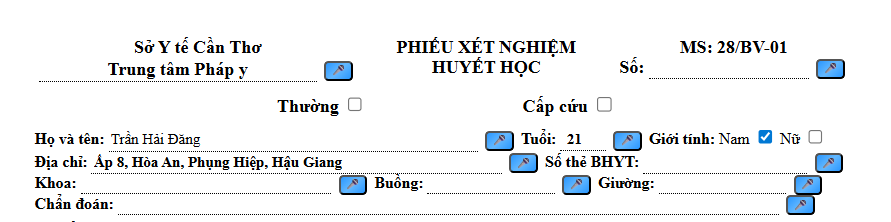 Sở Y tế Cần Thơ PHIẾU XÉT NGHIỆM MS: 28/BV-01
Trung tâm Pháp y HUYẾT HỌC Số:
Thường Cấp cứu
Họ và tên: Trần Hải Đăng Tuổi: 21 Giới tính: Nam Nữ
Địa chỉ: Ấp 8, Hòa An, Phụng Hiệp, Hậu Giang Số thẻ BHYT:
Khoa: Buồng: Giường:
Chẩn đoán: